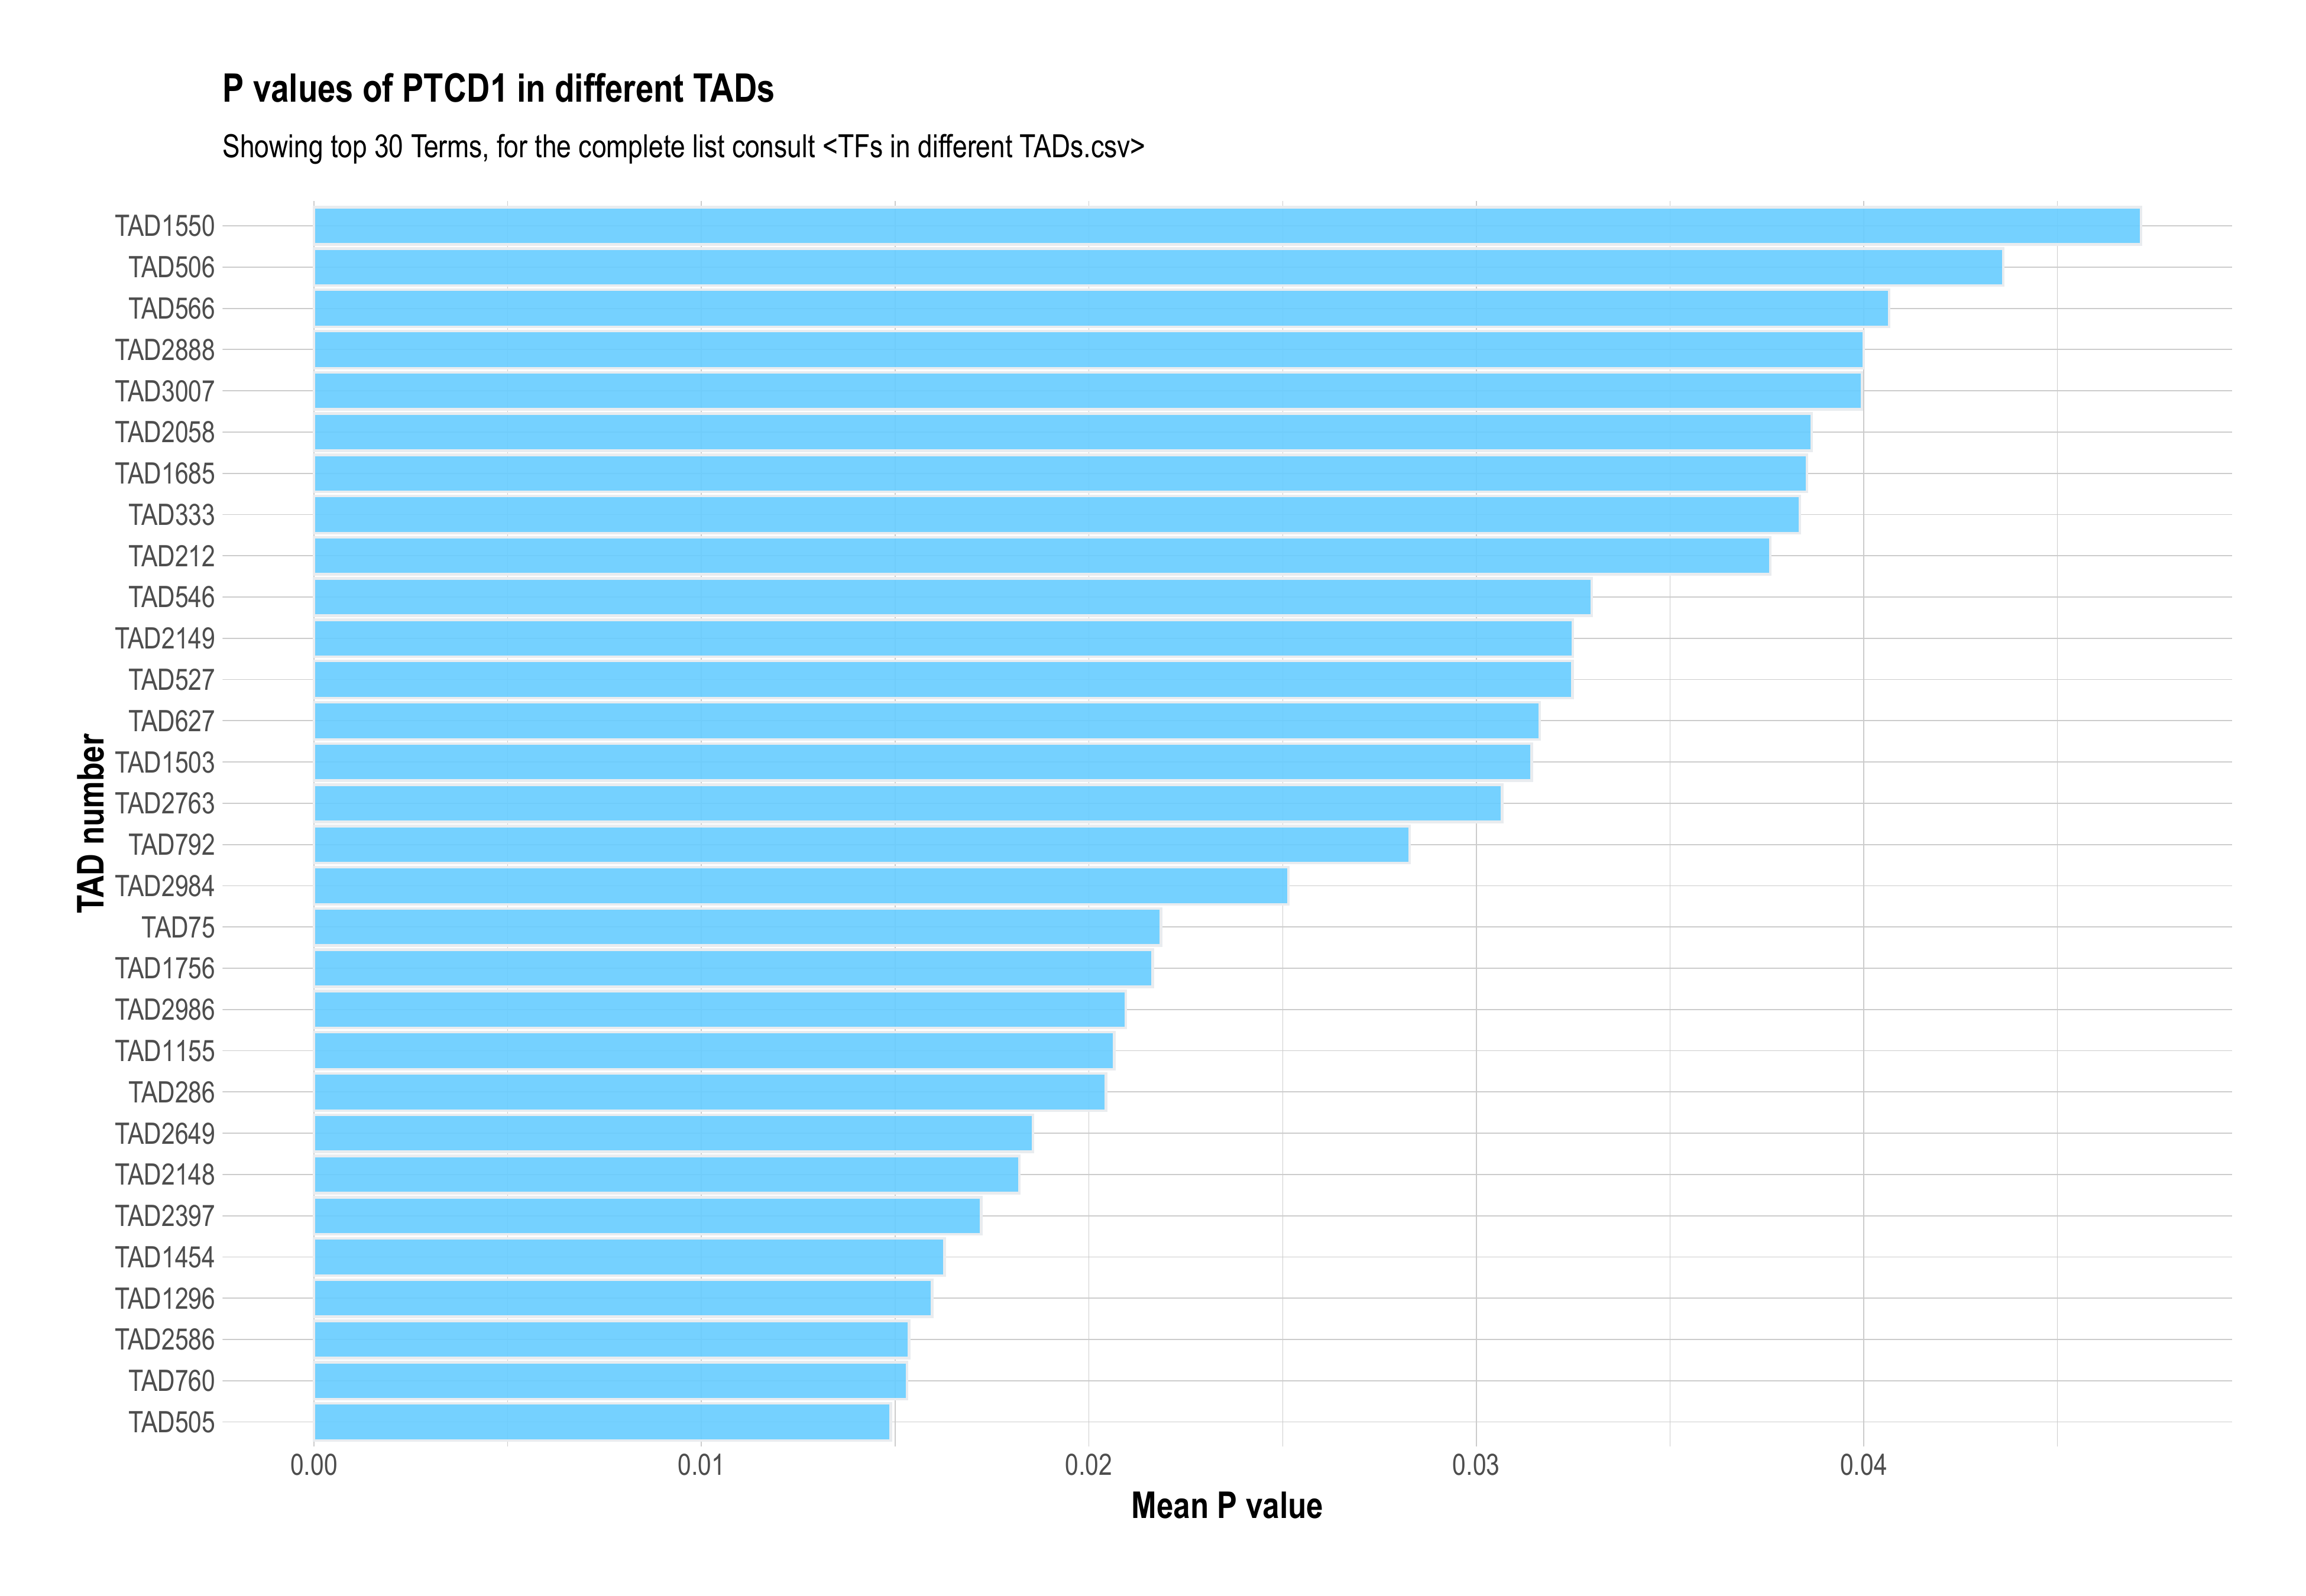 P values of PTCD1 in different TADs
Showing top 30 Terms, for the complete list consult <TFs in different TADs.csv>
TAD number
TAD1550
TAD506
TAD566
TAD2888
TAD3007
TAD2058
TAD1685
TAD333
TAD212
TAD546
TAD2149
TAD527
TAD627
TAD1503
TAD2763
TAD792
TAD2984
TAD75
TAD1756
TAD2986
TAD1155
TAD286
TAD2649
TAD2148
TAD2397
TAD1454
TAD1296
TAD2586
TAD760
TAD505
0.00 0.01 0.02 0.03 0.04
Mean P value